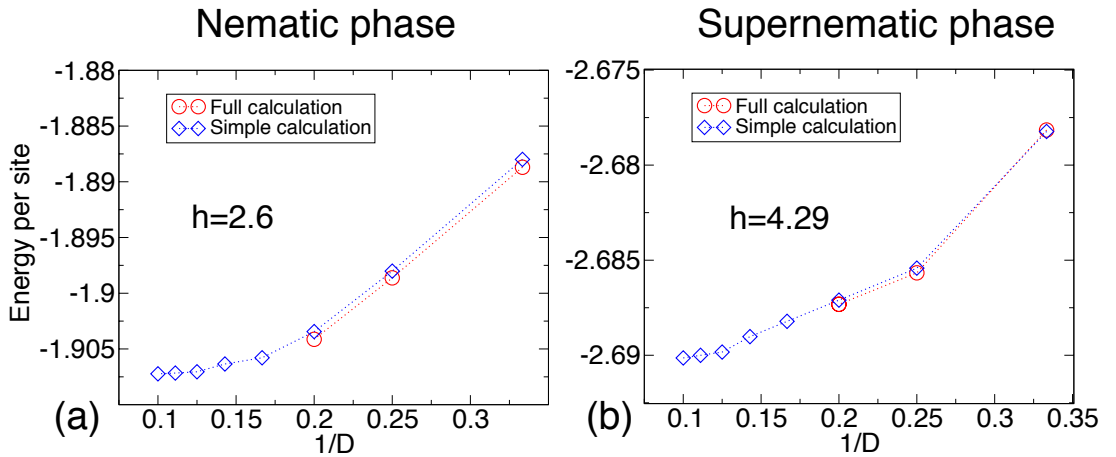 Nematic phase
Supernematic phase
-1.88
-1.885
-1.89
-1.895
-1.9
-1.905
Energy per site
Full calculation
Simple calculation
h=2.6
0.1
0.15
0.2
0.25
0.3
1/D
(a)
-2.675
-2.68
-2.685
-2.69
Full calculation
Simple calculation
h=4.29
0.1
0.15
0.2
0.25
0.3
0.35
1/D
(b)